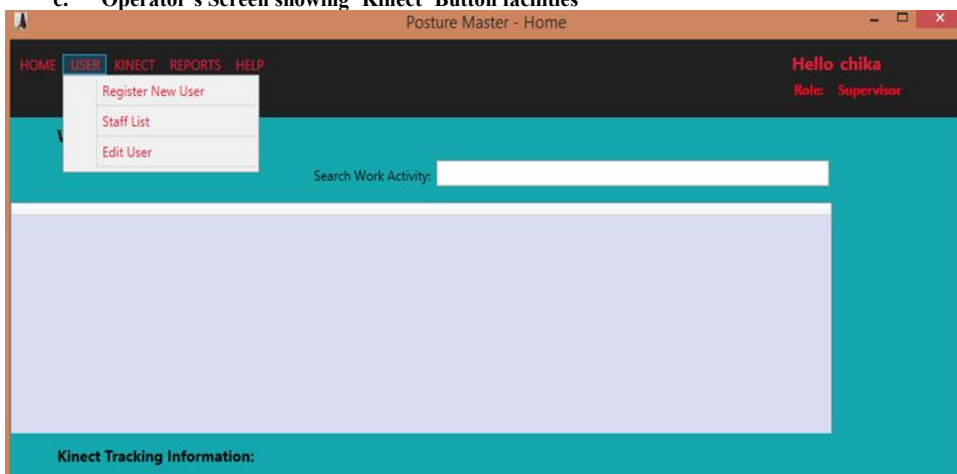 c. Operator's Screen showing 'Kinect' Button facilities
Posture Master - Home
HOME USER KINECT REPORTS HELP
Hello chika
Role: Supervisor
Register New User
Staff List
Edit User
Search Work Activity:
Kinect Tracking Information: